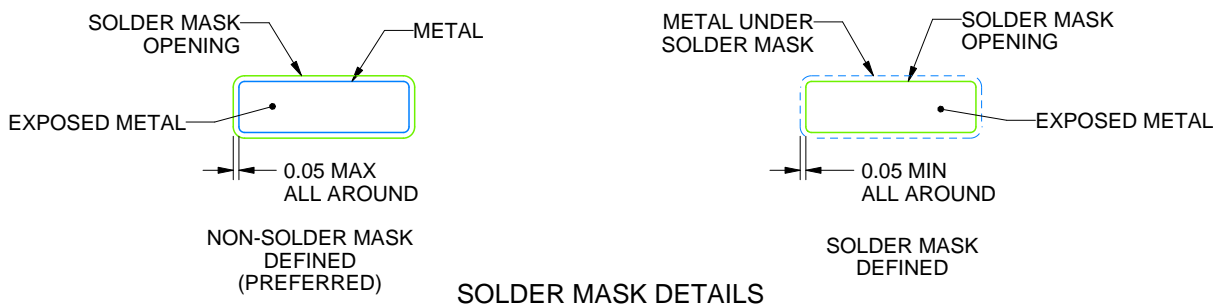 SOLDER MASK
OPENING
METAL
EXPOSED METAL
0.05 MAX
ALL AROUND
NON-SOLDER MASK
DEFINED
(PREFERRED)
METAL UNDER
SOLDER MASK
SOLDER MASK
OPENING
EXPOSED METAL
0.05 MIN
ALL AROUND
SOLDER MASK
DEFINED
SOLDER MASK DETAILS